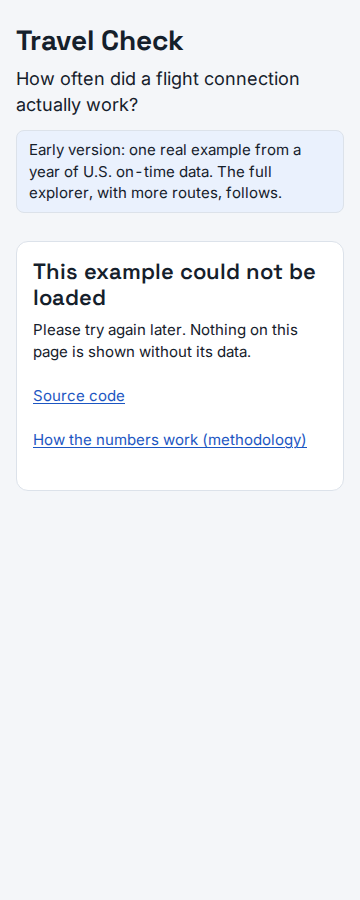 Travel Check
How often did a flight connection
actually work?
Early version: one real example from a
year of U.S. on-time data. The full
explorer, with more routes, follows.
This example could not be
loaded
Please try again later. Nothing on this
page is shown without its data.
Source code
How the numbers work (methodology)